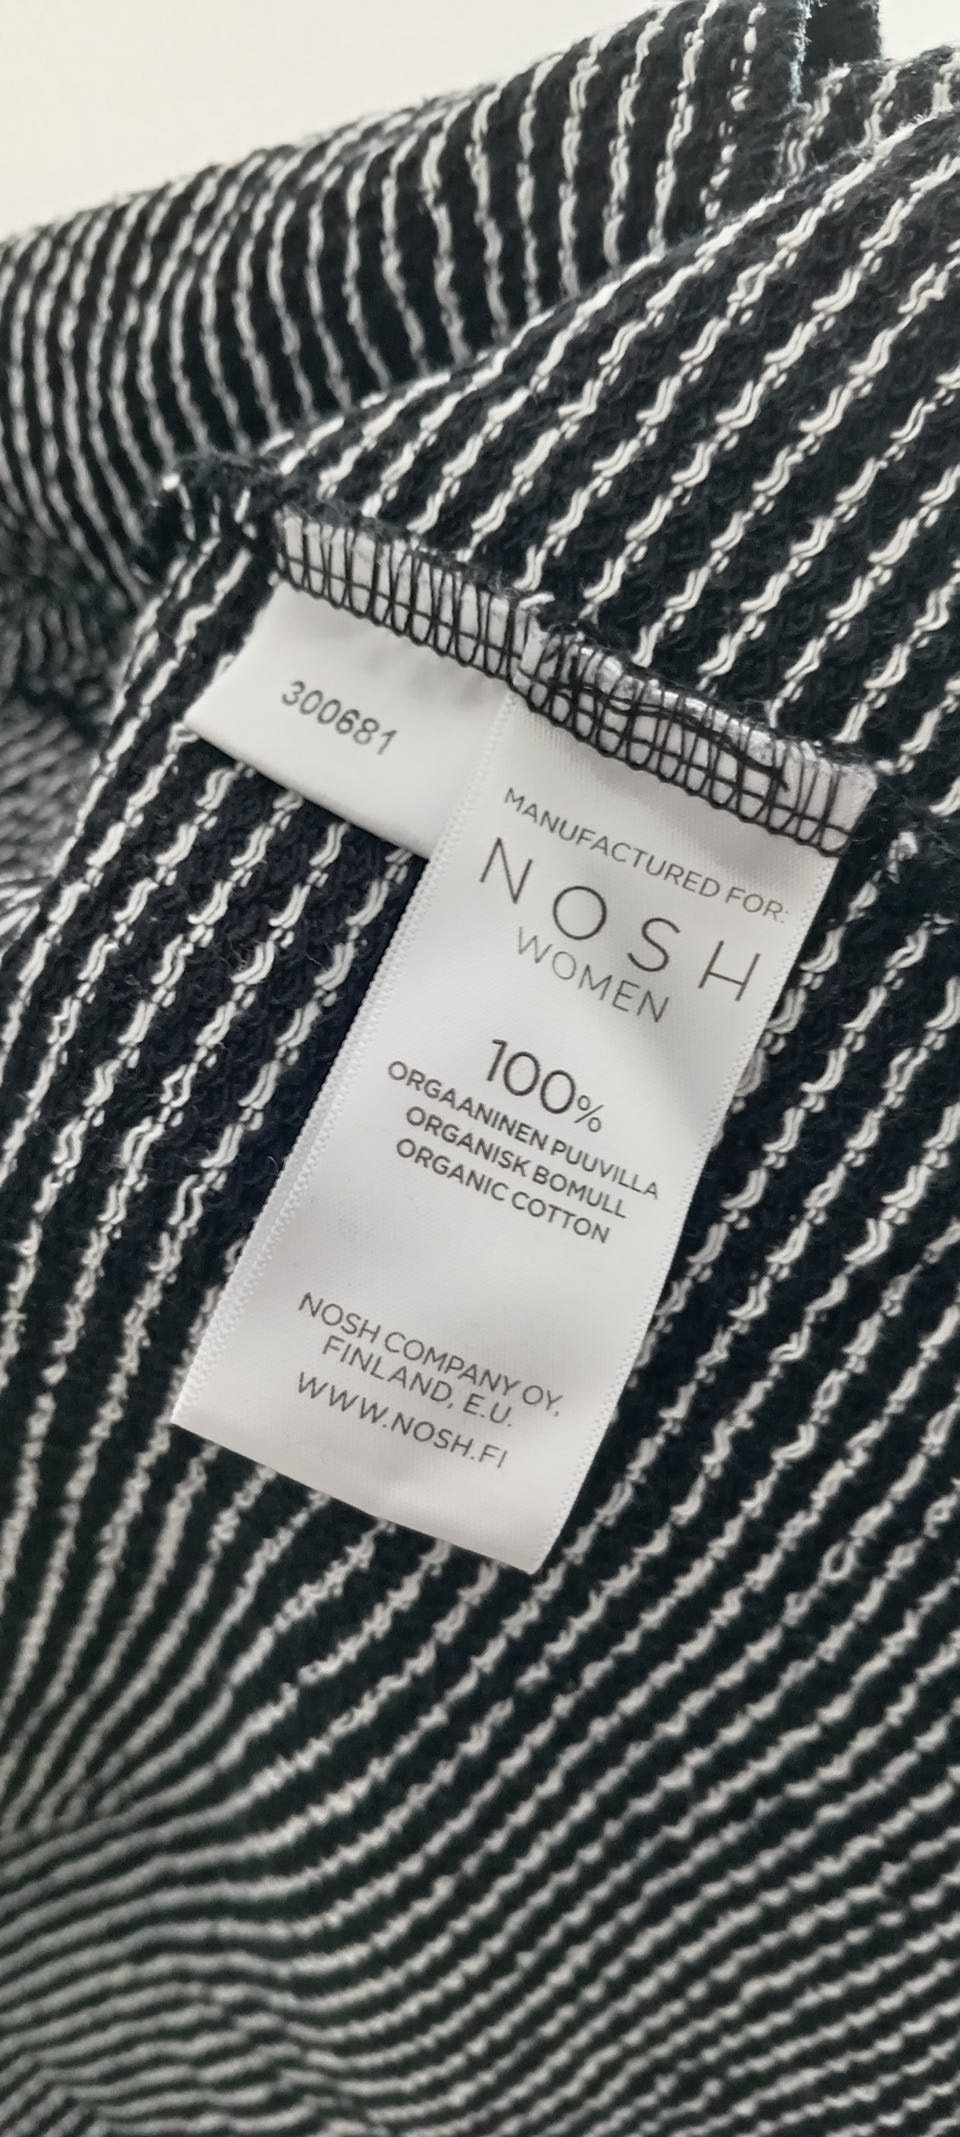 300681
MANUFACTURED FOR:
NOSH
WOMEN
100%
ORGAANINEN PUUVILLA
ORGANISK BOMULL
ORGANIC COTTON
NOSH COMPANY OY,
FINLAND, E.U.
WWW.NOSH.FI